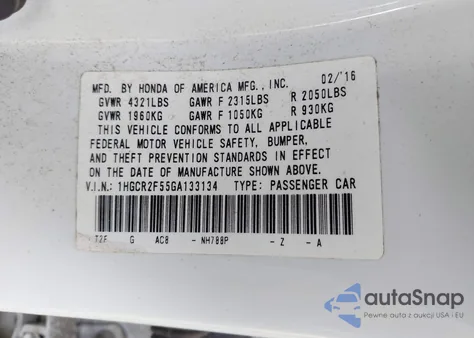 MFD. BY HONDA OF AMERICA MFG., INC. 02/'16
GVWR 4321LBS GAWR F 2315LBS R 2050LBS
GVWR 1960KG GAWR F 1050KG R 930KG
THIS VEHICLE CONFORMS TO ALL APPLICABLE
FEDERAL MOTOR VEHICLE SAFETY, BUMPER,
AND THEFT PREVENTION STANDARDS IN EFFECT
ON THE DATE OF MANUFACTURE SHOWN ABOVE.
V.I.N.: 1HGCR2F55GA133134 TYPE: PASSENGER CAR
T2F G AC8 - NH788P - Z - A
autoSnap
Pewne auta z aukcji USA i EU